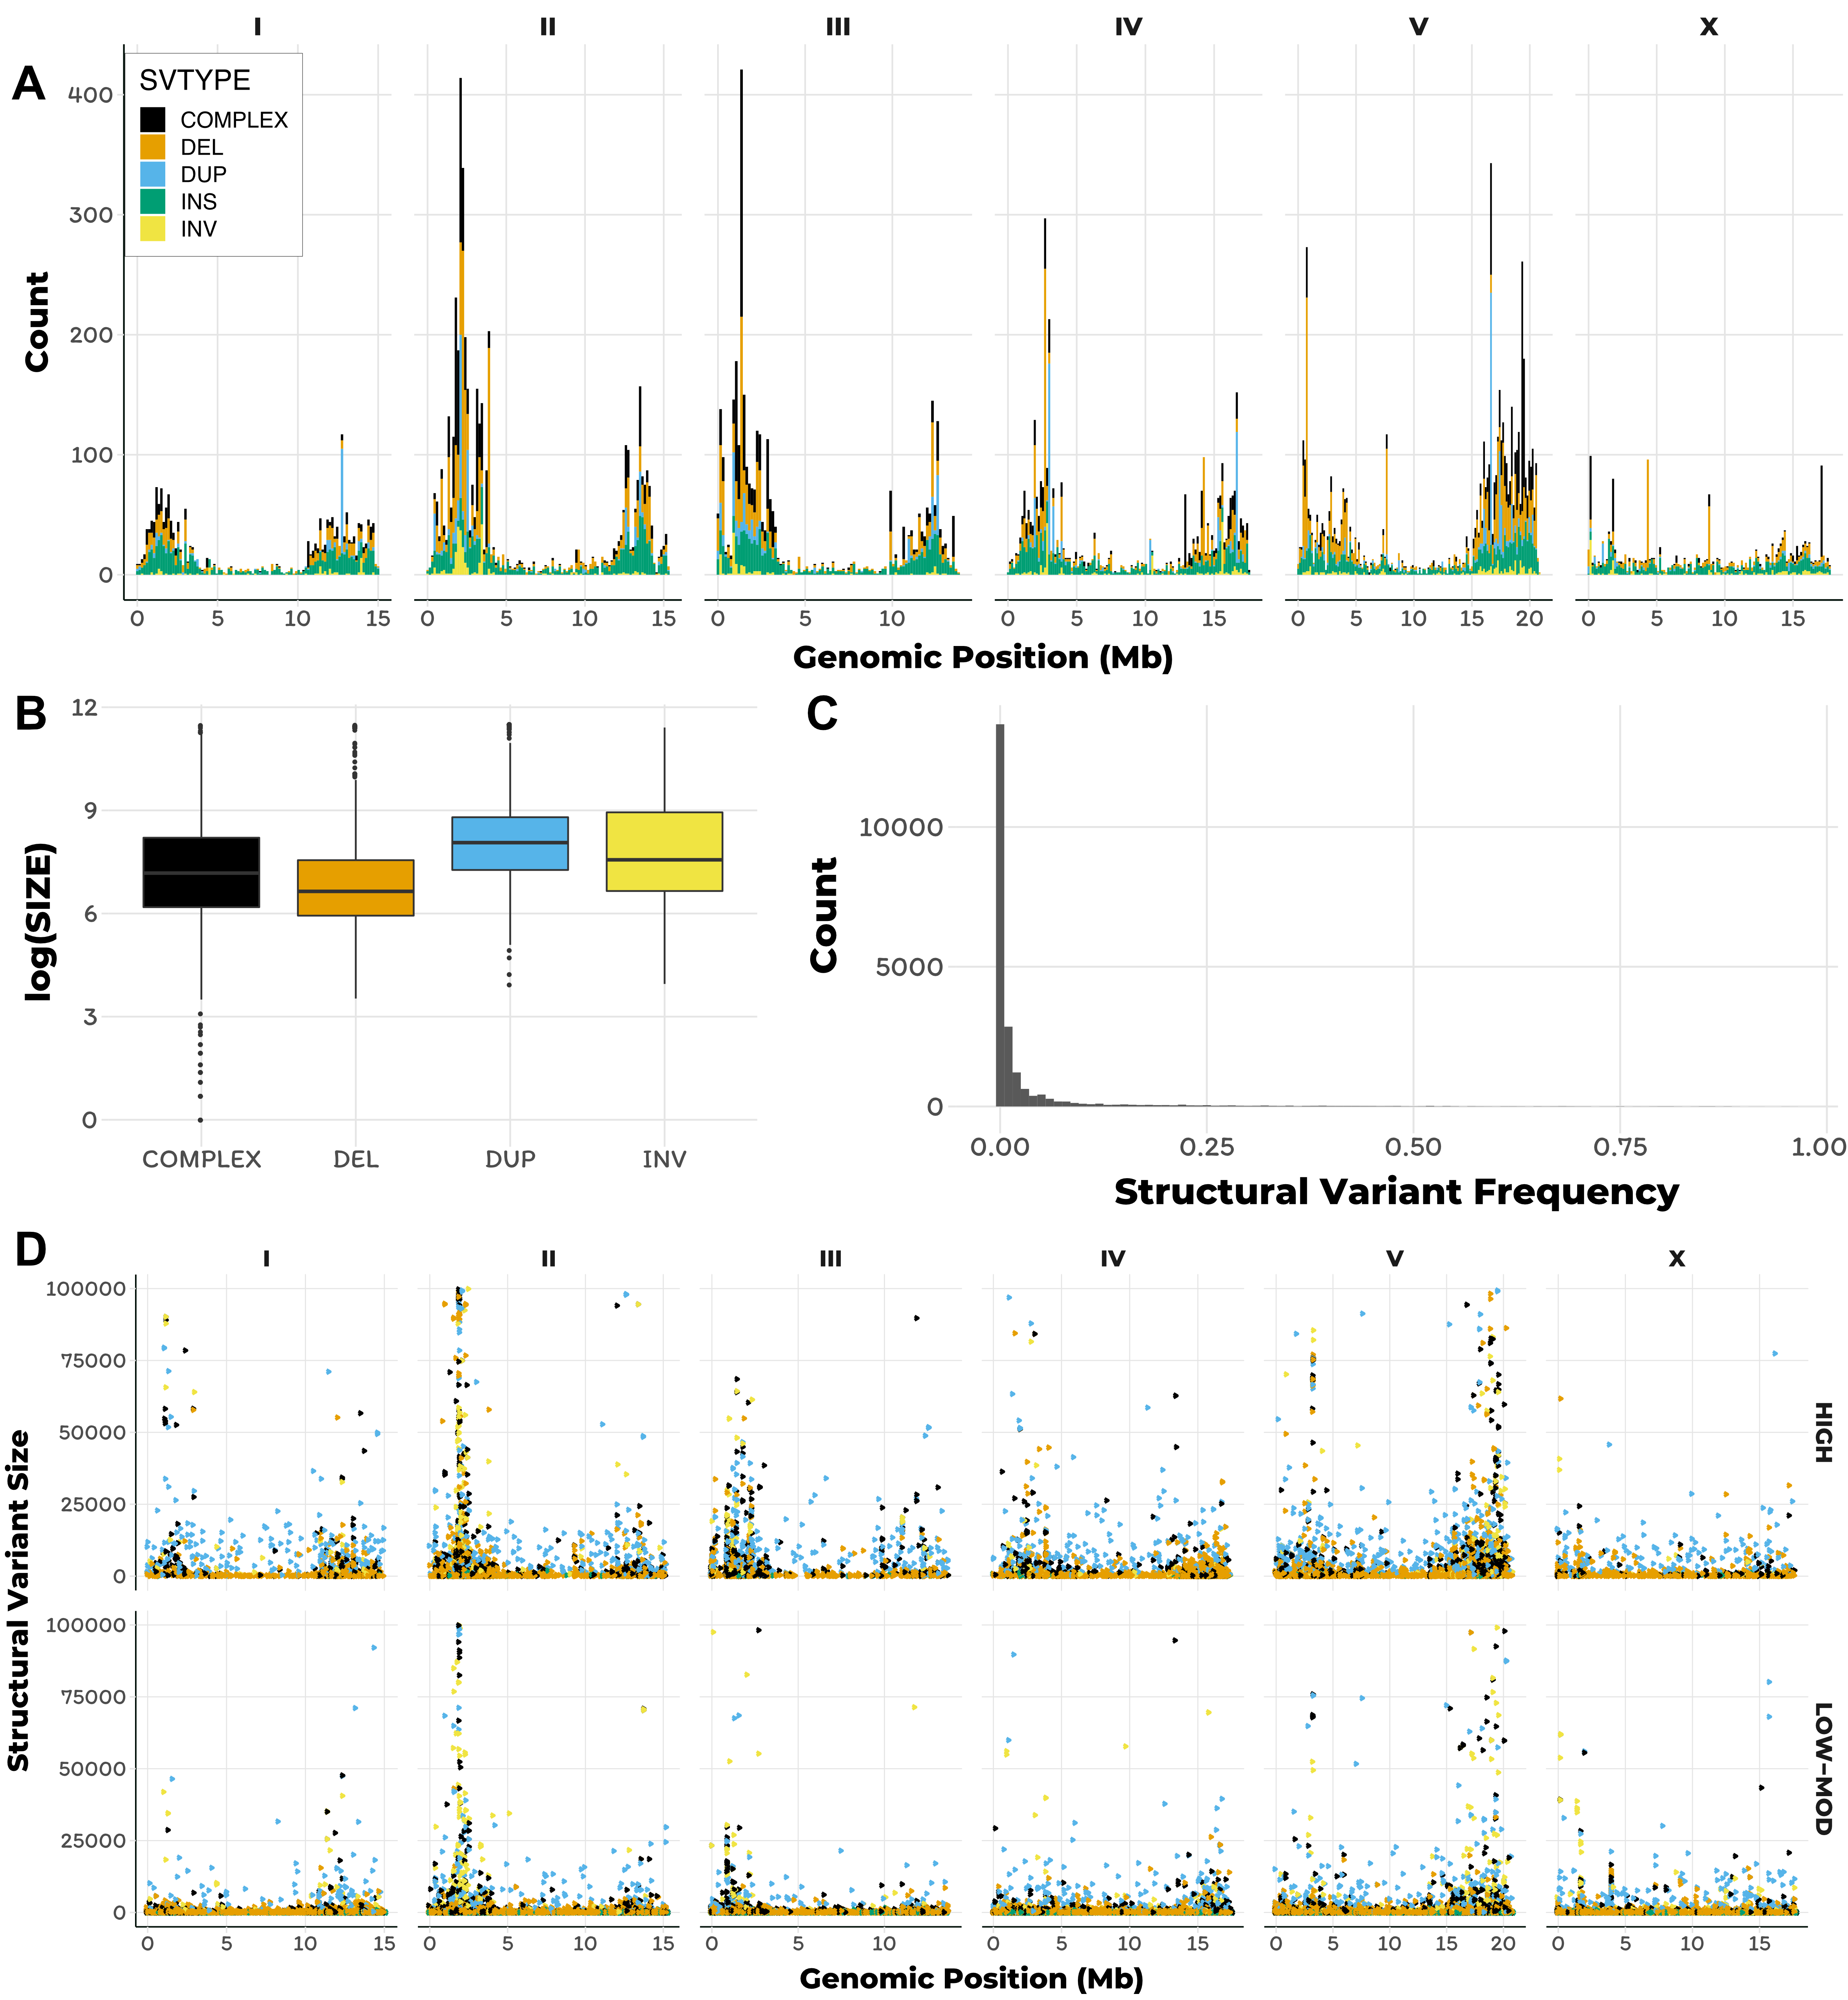 I II III IV V X
A
SVTYPE
COMPLEX
DEL
DUP
INS
INV
400
300
200
100
0
Count
0 5 10 15 0 5 10 15 0 5 10 0 5 10 15 0 5 10 15 20 0 5 10 15
Genomic Position (Mb)
B
12
9
6
3
0
log(SIZE)
COMPLEX DEL DUP INV
C
10000
5000
0
Count
0.00 0.25 0.50 0.75 1.00
Structural Variant Frequency
D
I II III IV V X
100000
75000
50000
25000
0
HIGH
100000
75000
50000
25000
0
LOW-MOD
Structural Variant Size
0 5 10 15 0 5 10 15 0 5 10 0 5 10 15 0 5 10 15 20 0 5 10 15
Genomic Position (Mb)